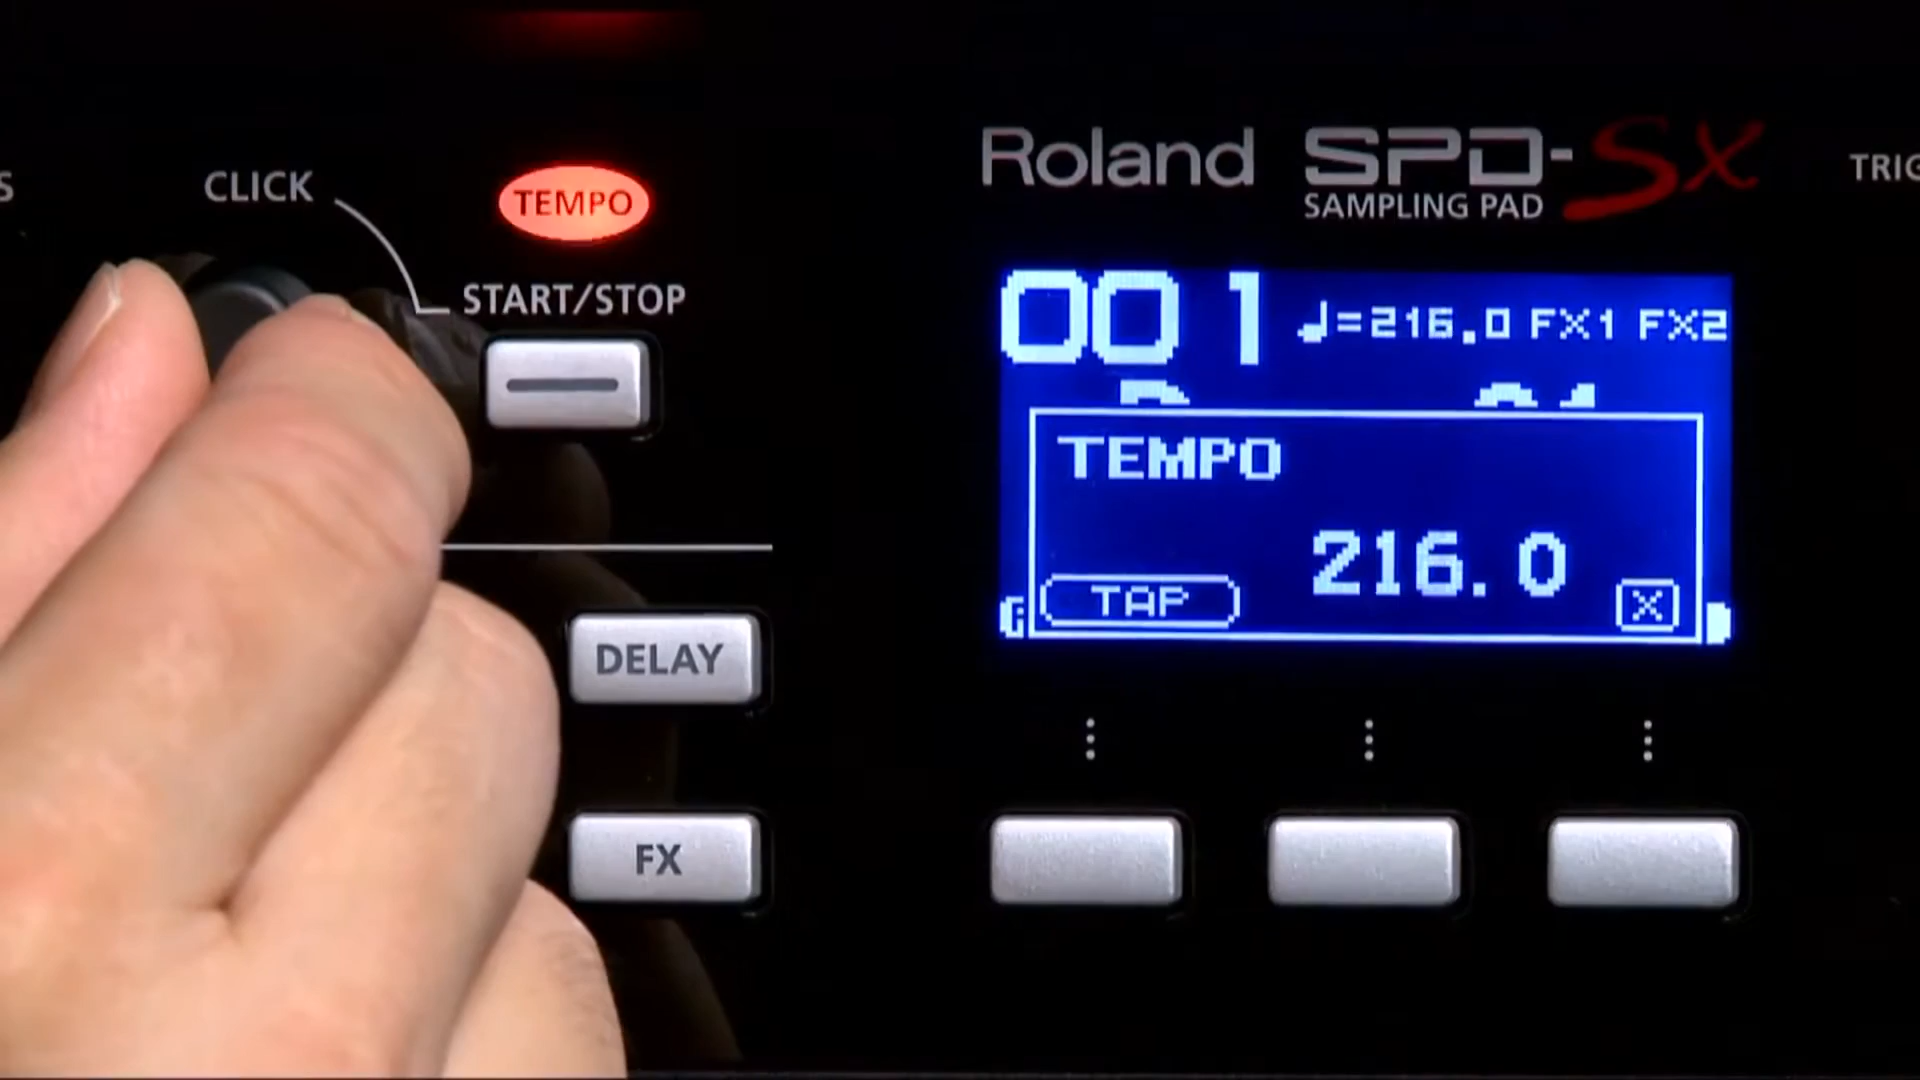 S
CLICK
TEMPO
START/STOP
DELAY
FX
Roland SPD-SX
SAMPLING PAD
TRIG
001 ♩=216.0 FX1 FX2
TEMPO
216.0
TAP X